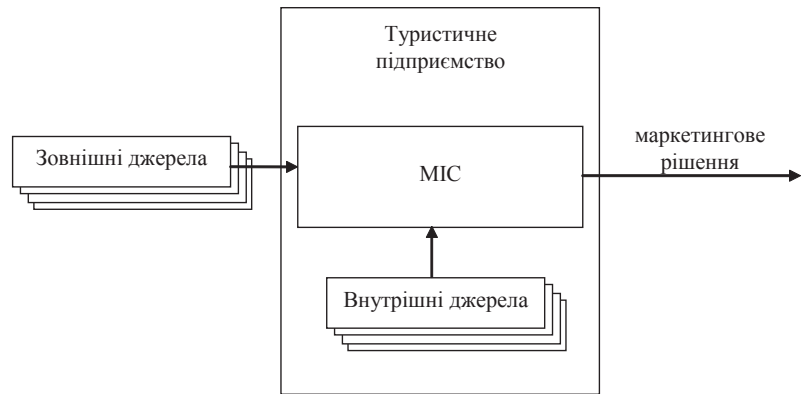 Туристичне
підприємство
Зовнішні джерела
МІС
маркетингове
рішення
Внутрішні джерела